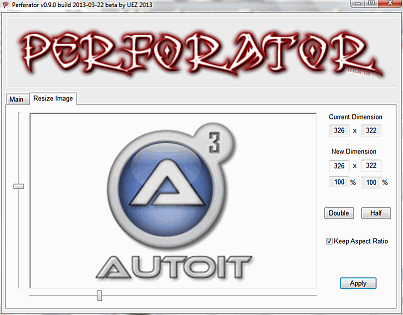 Perforator v0.9.0 build 2013-03-22 beta by UEZ 2013
PERFORATOR
Main
Resize Image
Current Dimension
326 x 322
New Dimension
326 x 322
100 % 100 %
Double Half
Keep Aspect Ratio
Apply
3
AUTOIT